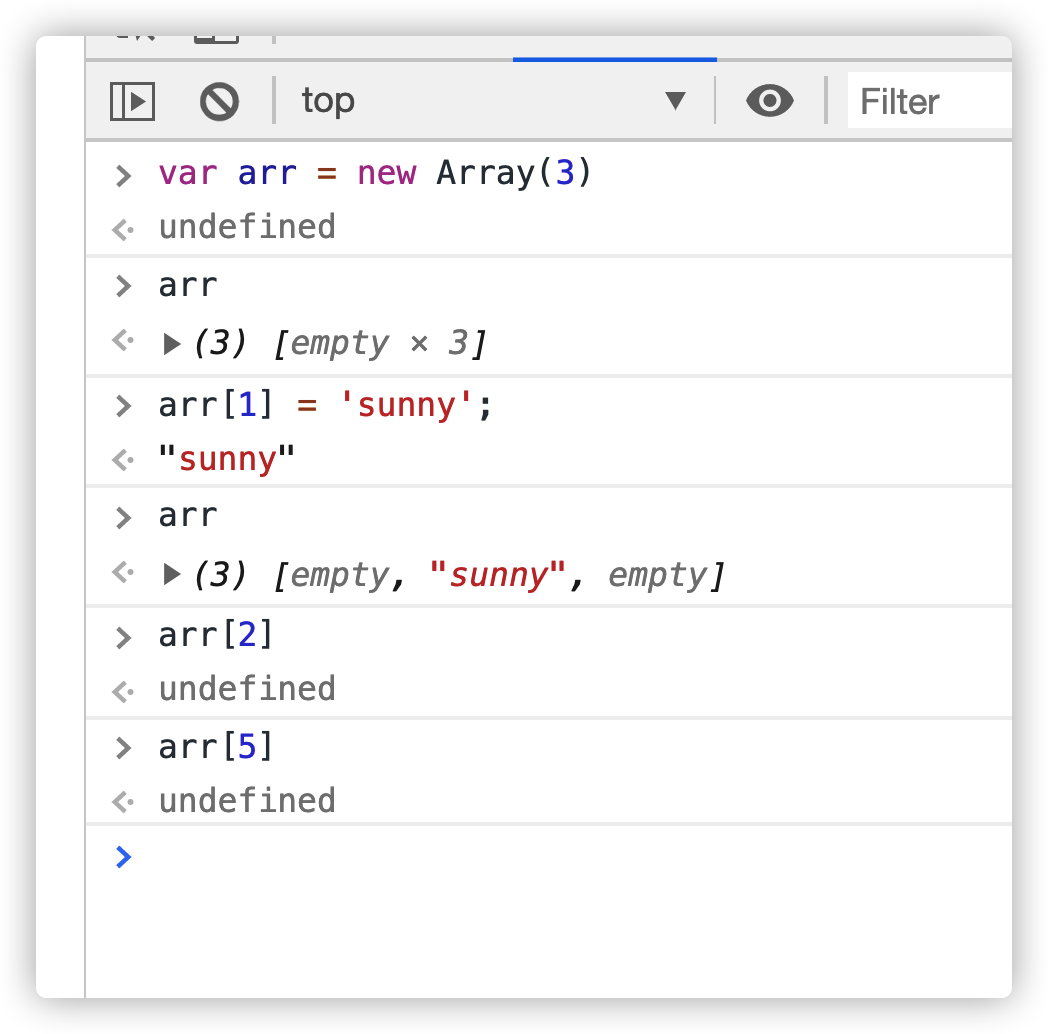 top Filter
var arr = new Array(3)
undefined
arr
(3) [empty × 3]
arr[1] = 'sunny';
"sunny"
arr
(3) [empty, "sunny", empty]
arr[2]
undefined
arr[5]
undefined